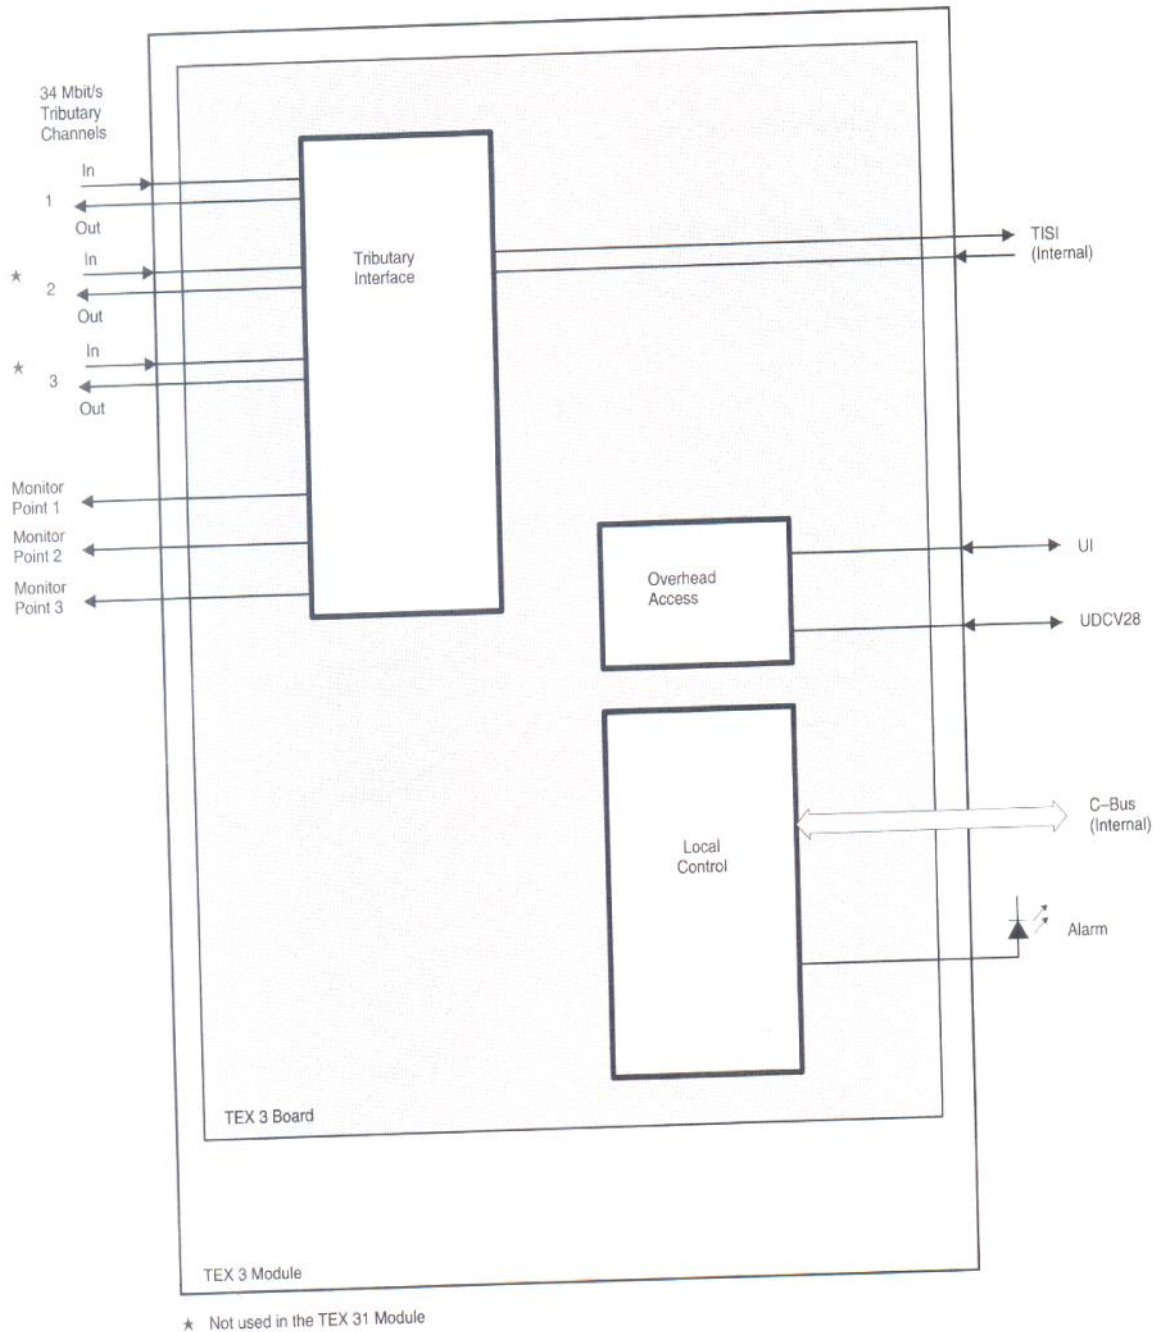 34 Mbit/s
Tributary
Channels
In
1
Out
★
In
2
Out
★
In
3
Out
Monitor
Point 1
Monitor
Point 2
Monitor
Point 3
Tributary
Interface
TISI
(Internal)
Overhead
Access
UI
UDCV28
Local
Control
C–Bus
(Internal)
Alarm
TEX 3 Board
TEX 3 Module
★ Not used in the TEX 31 Module